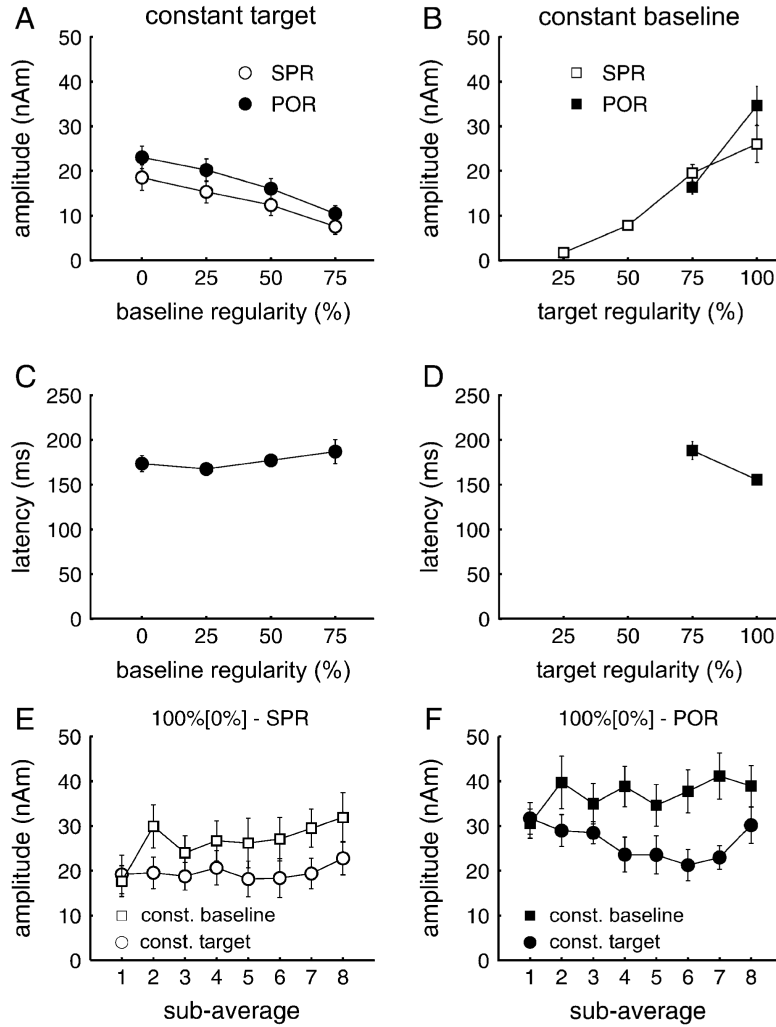 A constant target
50
40
30
20
10
0
amplitude (nAm)
SPR
POR
0 25 50 75
baseline regularity (%)
B constant baseline
50
40
30
20
10
0
amplitude (nAm)
SPR
POR
25 50 75 100
target regularity (%)
C
250
200
150
100
50
0
latency (ms)
0 25 50 75
baseline regularity (%)
D
250
200
150
100
50
0
latency (ms)
25 50 75 100
target regularity (%)
E 100%[0%] - SPR
50
40
30
20
10
0
amplitude (nAm)
const. baseline
const. target
1 2 3 4 5 6 7 8
sub-average
F 100%[0%] - POR
50
40
30
20
10
0
amplitude (nAm)
const. baseline
const. target
1 2 3 4 5 6 7 8
sub-average